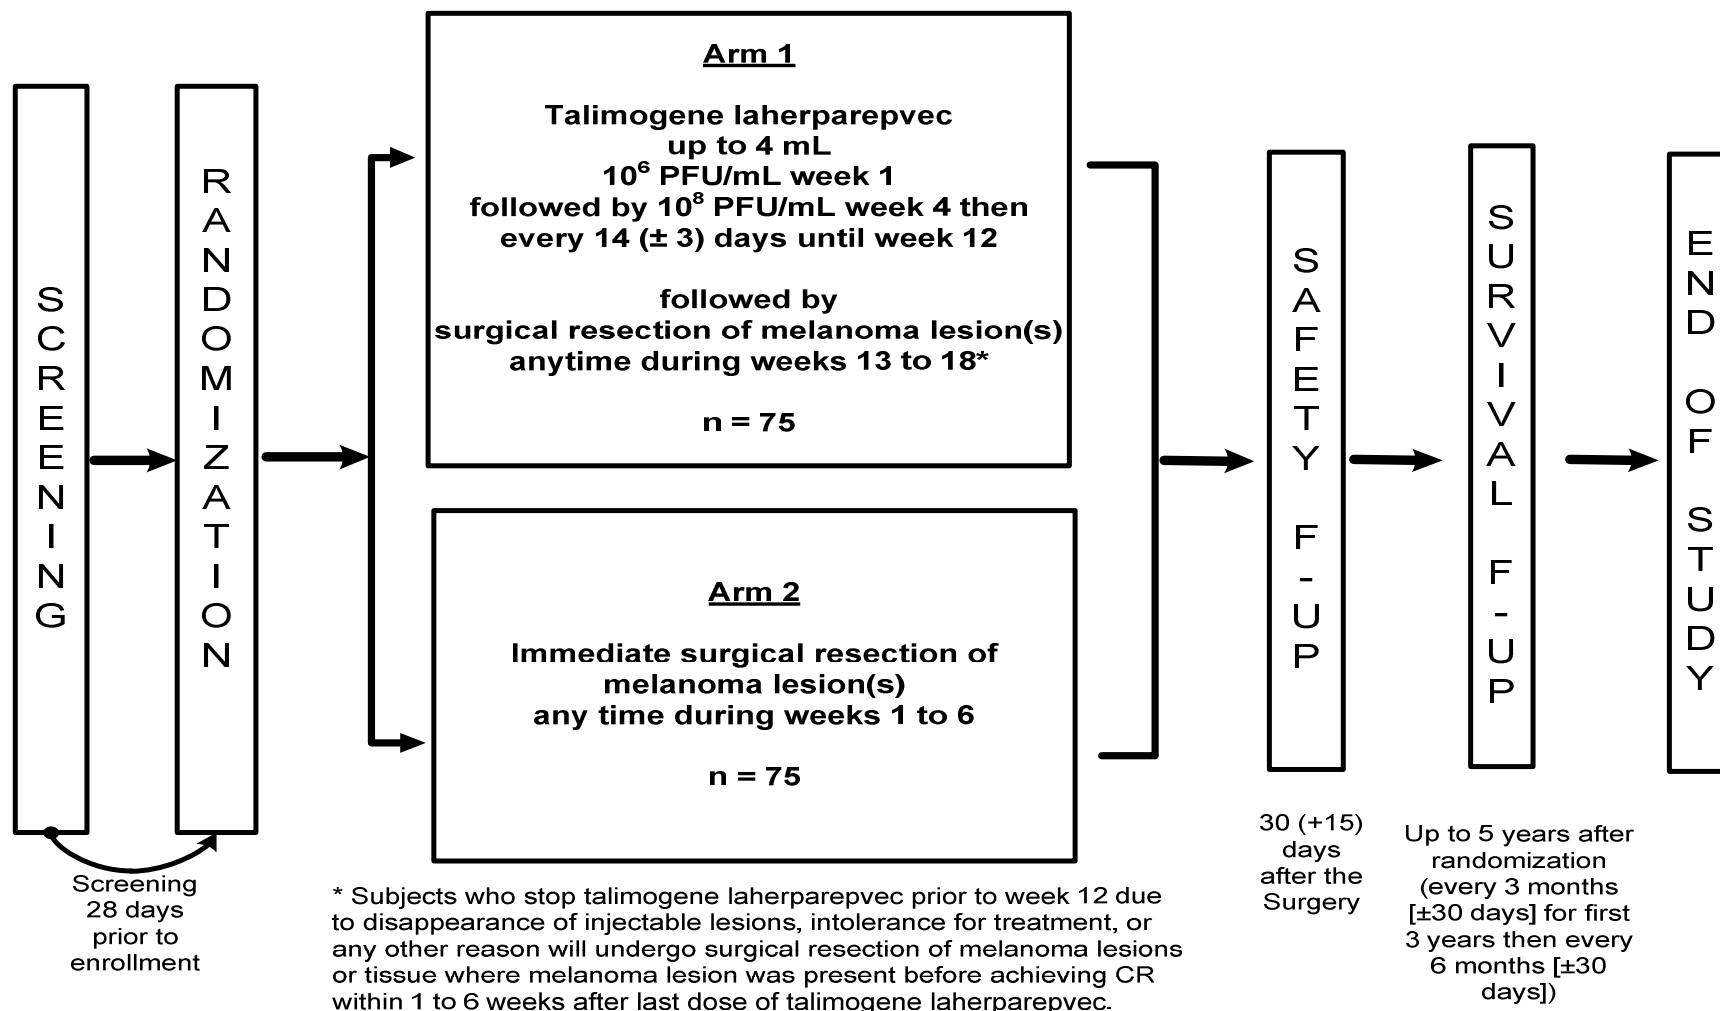 SCREENING
RANDOMIZATION
Screening
28 days
prior to
enrollment
Arm 1
Talimogene laherparepvec
up to 4 mL
10⁶ PFU/mL week 1
followed by 10⁸ PFU/mL week 4 then
every 14 (± 3) days until week 12
followed by
surgical resection of melanoma lesion(s)
anytime during weeks 13 to 18*
n = 75
Arm 2
Immediate surgical resection of
melanoma lesion(s)
any time during weeks 1 to 6
n = 75
* Subjects who stop talimogene laherparepvec prior to week 12 due
to disappearance of injectable lesions, intolerance for treatment, or
any other reason will undergo surgical resection of melanoma lesions
or tissue where melanoma lesion was present before achieving CR
within 1 to 6 weeks after last dose of talimogene laherparepvec.
SAFETY F-UP
30 (+15)
days
after the
Surgery
SURVIVAL F-UP
Up to 5 years after
randomization
(every 3 months
[±30 days] for first
3 years then every
6 months [±30
days])
END OF STUDY